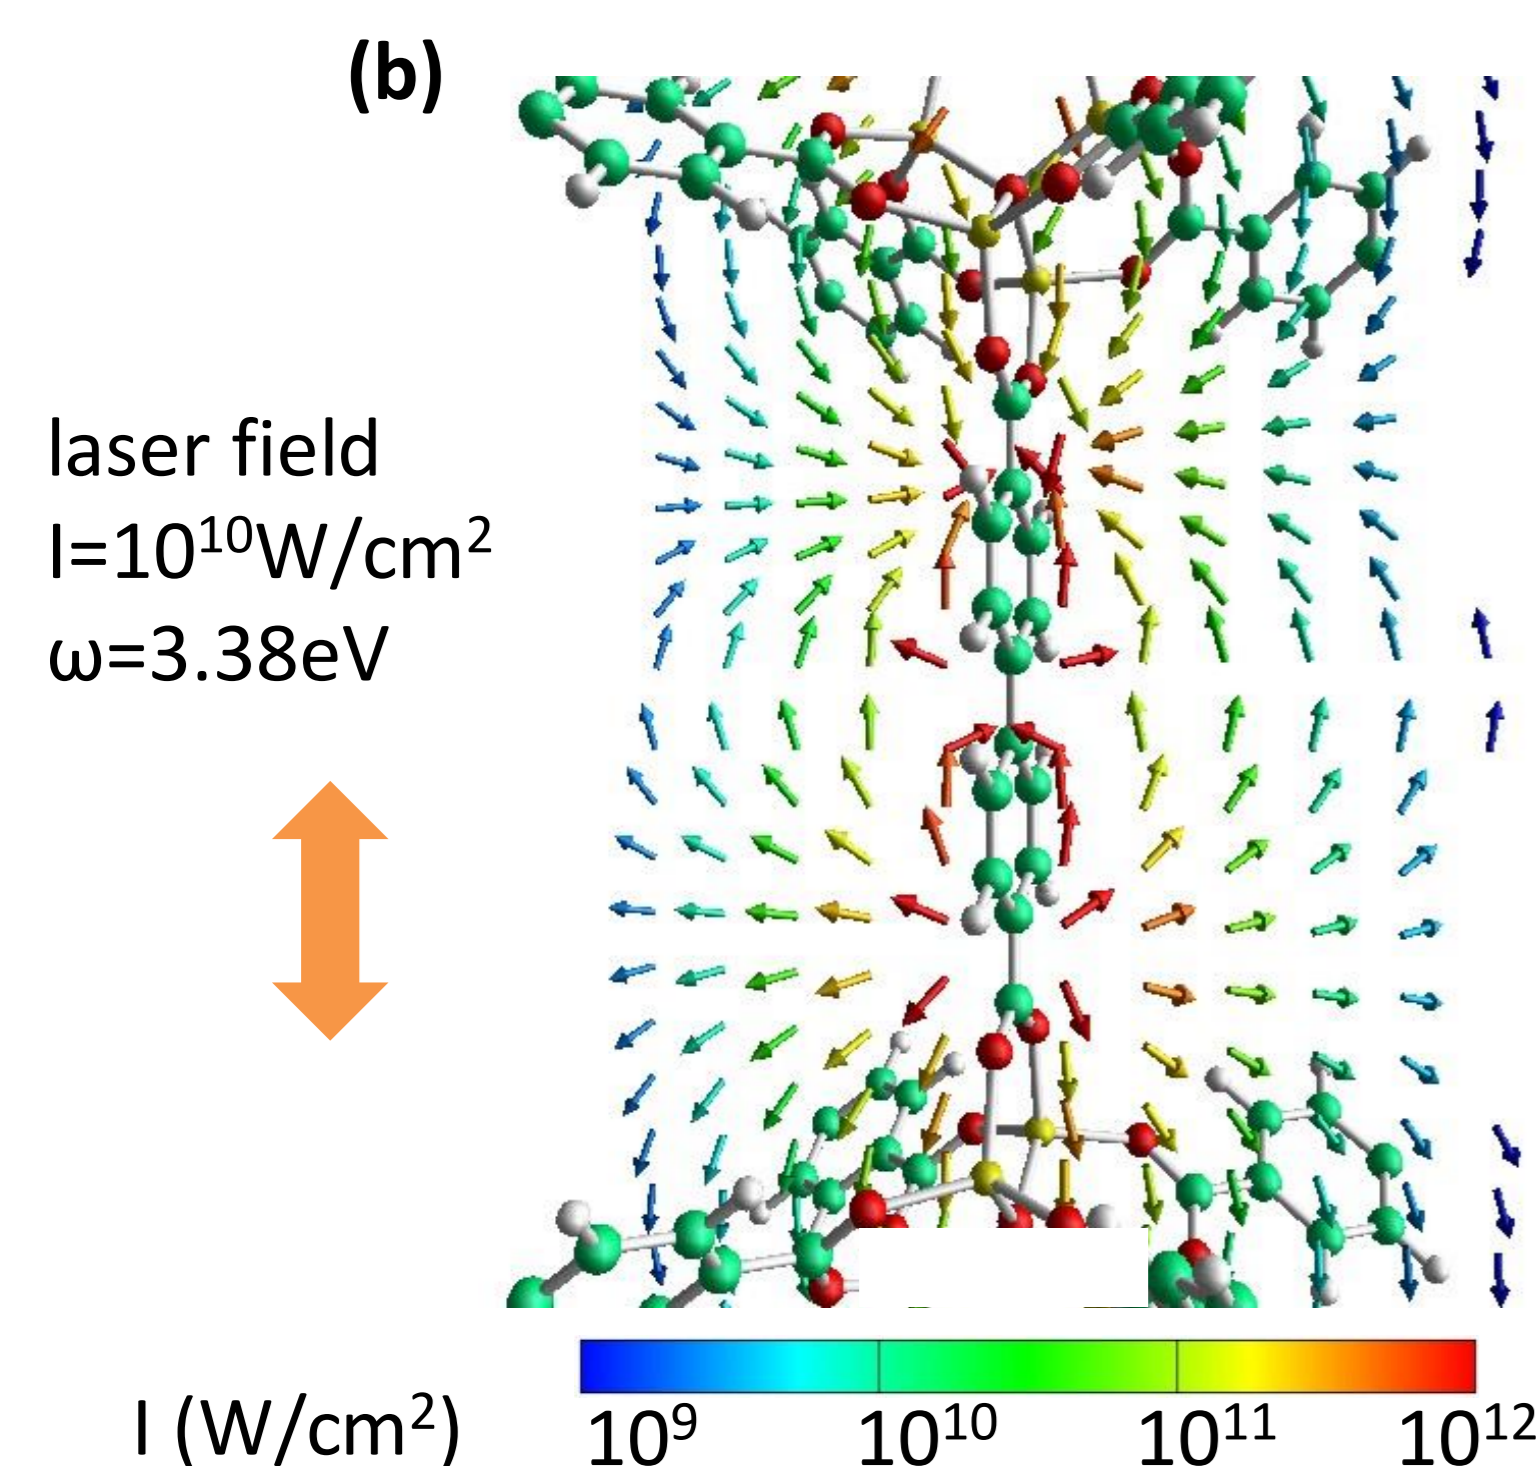 (b)
laser field
I=10¹⁰W/cm²
ω=3.38eV
I (W/cm²) 10⁹ 10¹⁰ 10¹¹ 10¹²